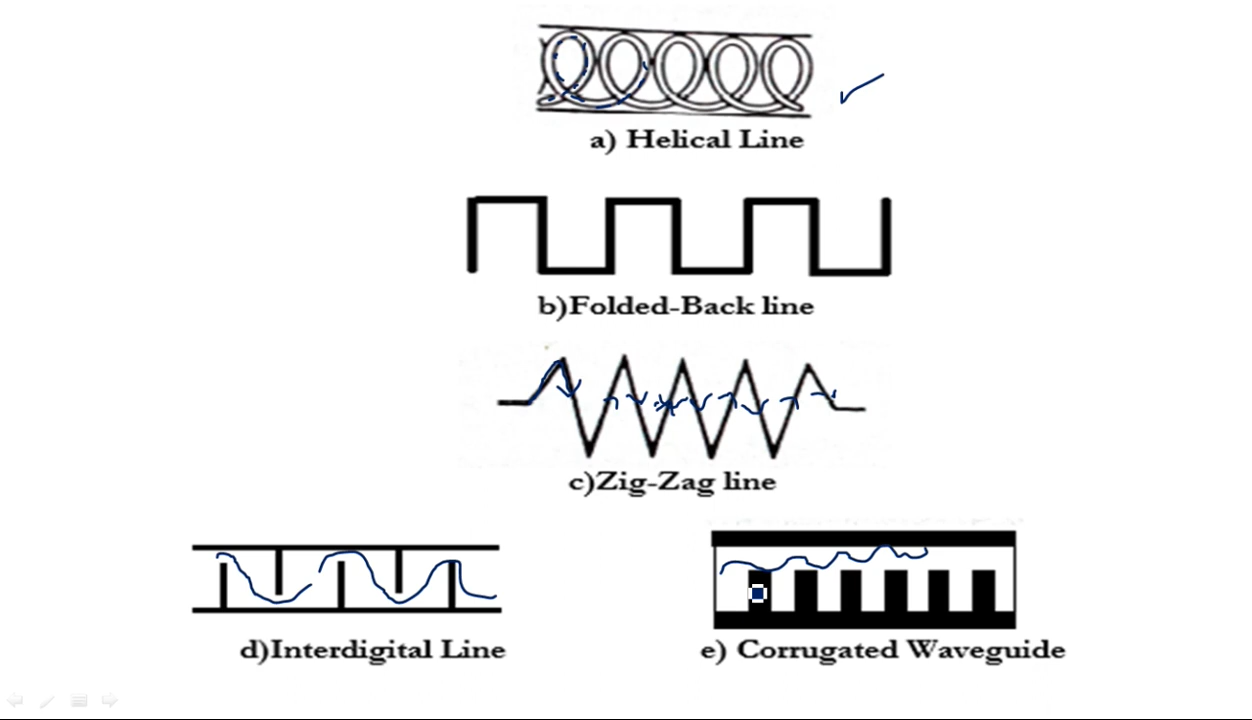 a) Helical Line
b)Folded-Back line
c)Zig-Zag line
d)Interdigital Line
e) Corrugated Waveguide